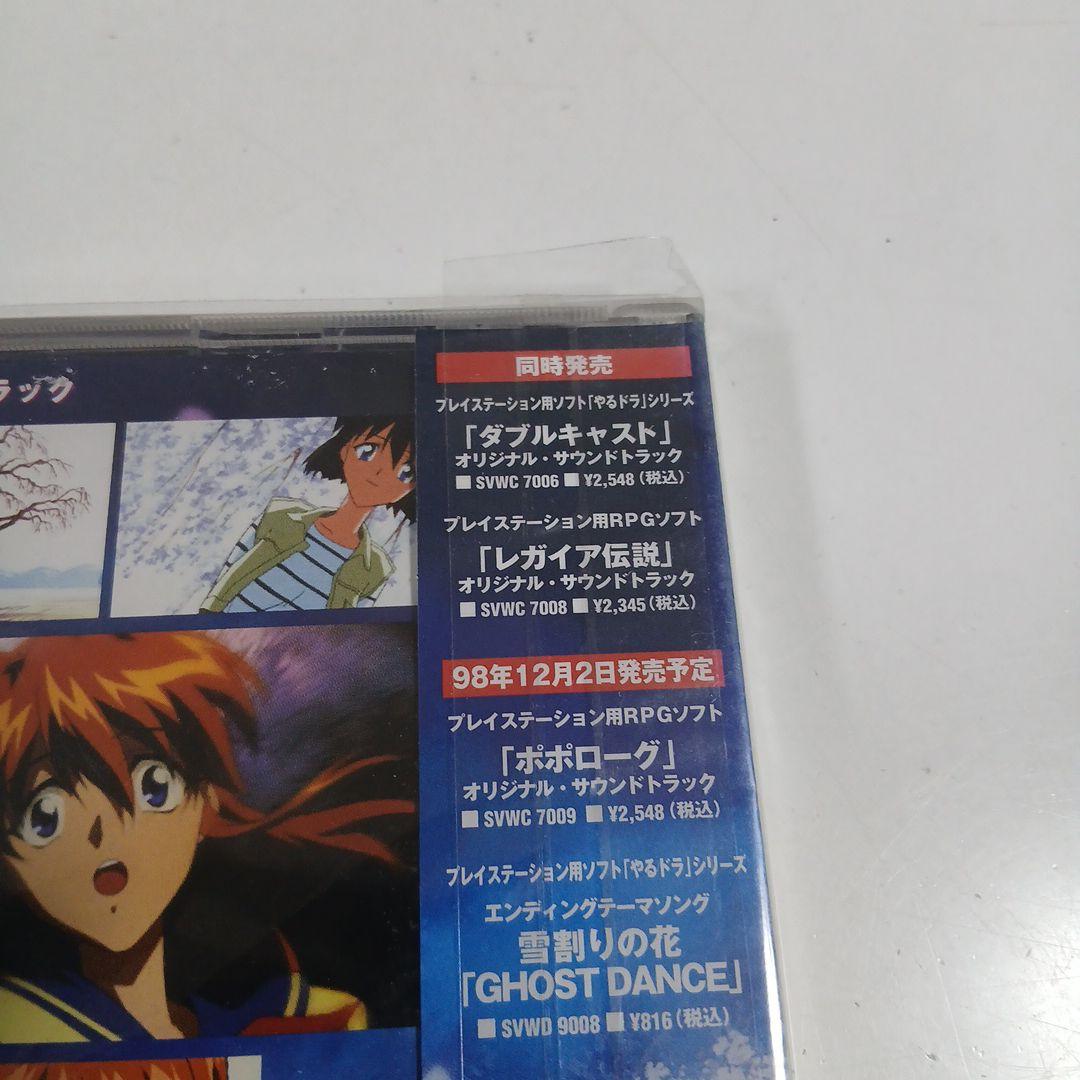 ラック
同時発売
プレイステーション用ソフト「やるドラ」シリーズ
「ダブルキャスト」
オリジナル・サウンドトラック
■ SVWC 7006 ■ ¥2,548(税込)
プレイステーション用RPGソフト
「レガイア伝説」
オリジナル・サウンドトラック
■ SVWC 7008 ■ ¥2,345(税込)
98年12月2日発売予定
プレイステーション用RPGソフト
「ポポローグ」
オリジナル・サウンドトラック
■ SVWC 7009 ■ ¥2,548(税込)
プレイステーション用ソフト「やるドラ」シリーズ
エンディングテーマソング
雪割りの花
「GHOST DANCE」
■ SVWD 9008 ■ ¥816(税込)